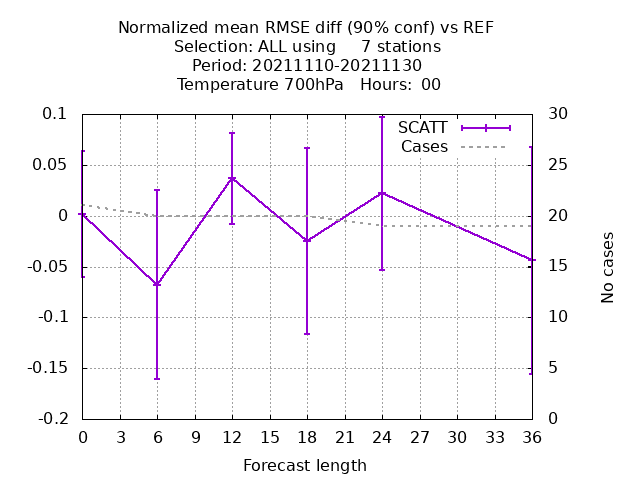 Normalized mean RMSE diff (90% conf) vs REF
Selection: ALL using     7 stations
Period: 20211110-20211130
Temperature 700hPa   Hours:  00
0.1
0.05
0
-0.05
-0.1
-0.15
-0.2
SCATT
Cases
30
25
20
15
10
5
0
No cases
0 3 6 9 12 15 18 21 24 27 30 33 36
Forecast length